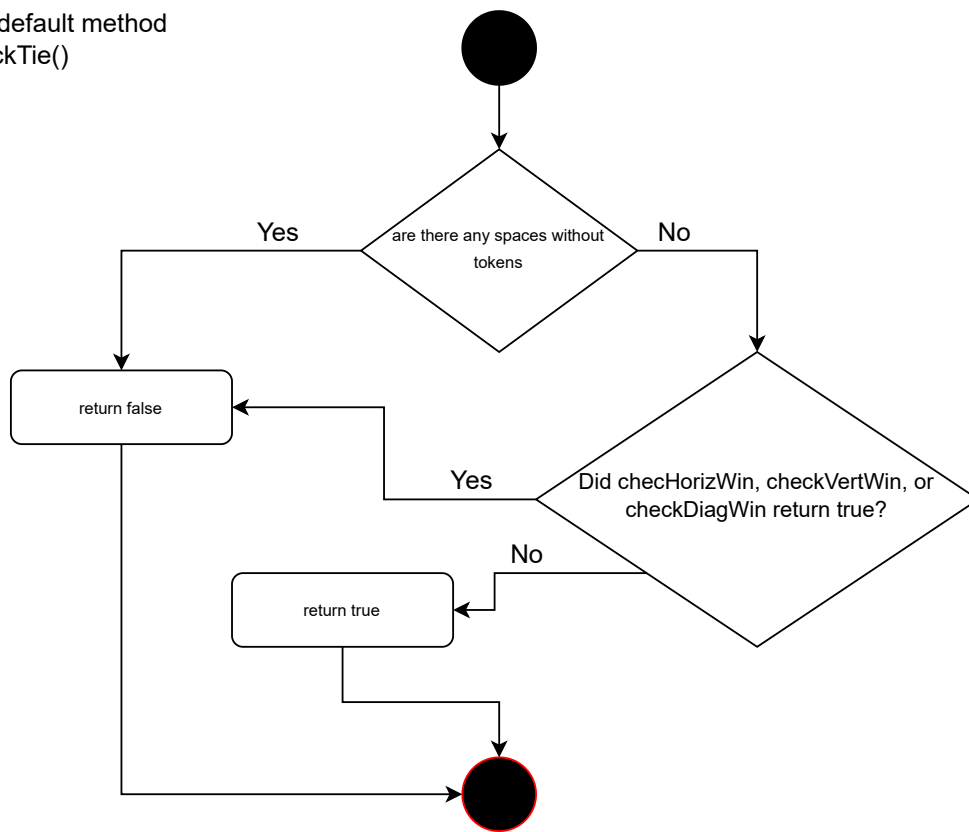 default method
ckTie()
Yes
are there any spaces without
tokens
No
return false
Yes
Did checHorizWin, checkVertWin, or
checkDiagWin return true?
No
return true